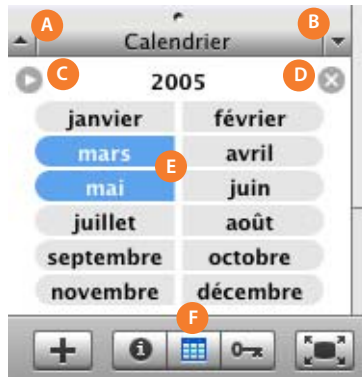 A B
Calendrier
C 2005 D
janvier février
mars E avril
mai juin
juillet août
septembre octobre
novembre décembre
F